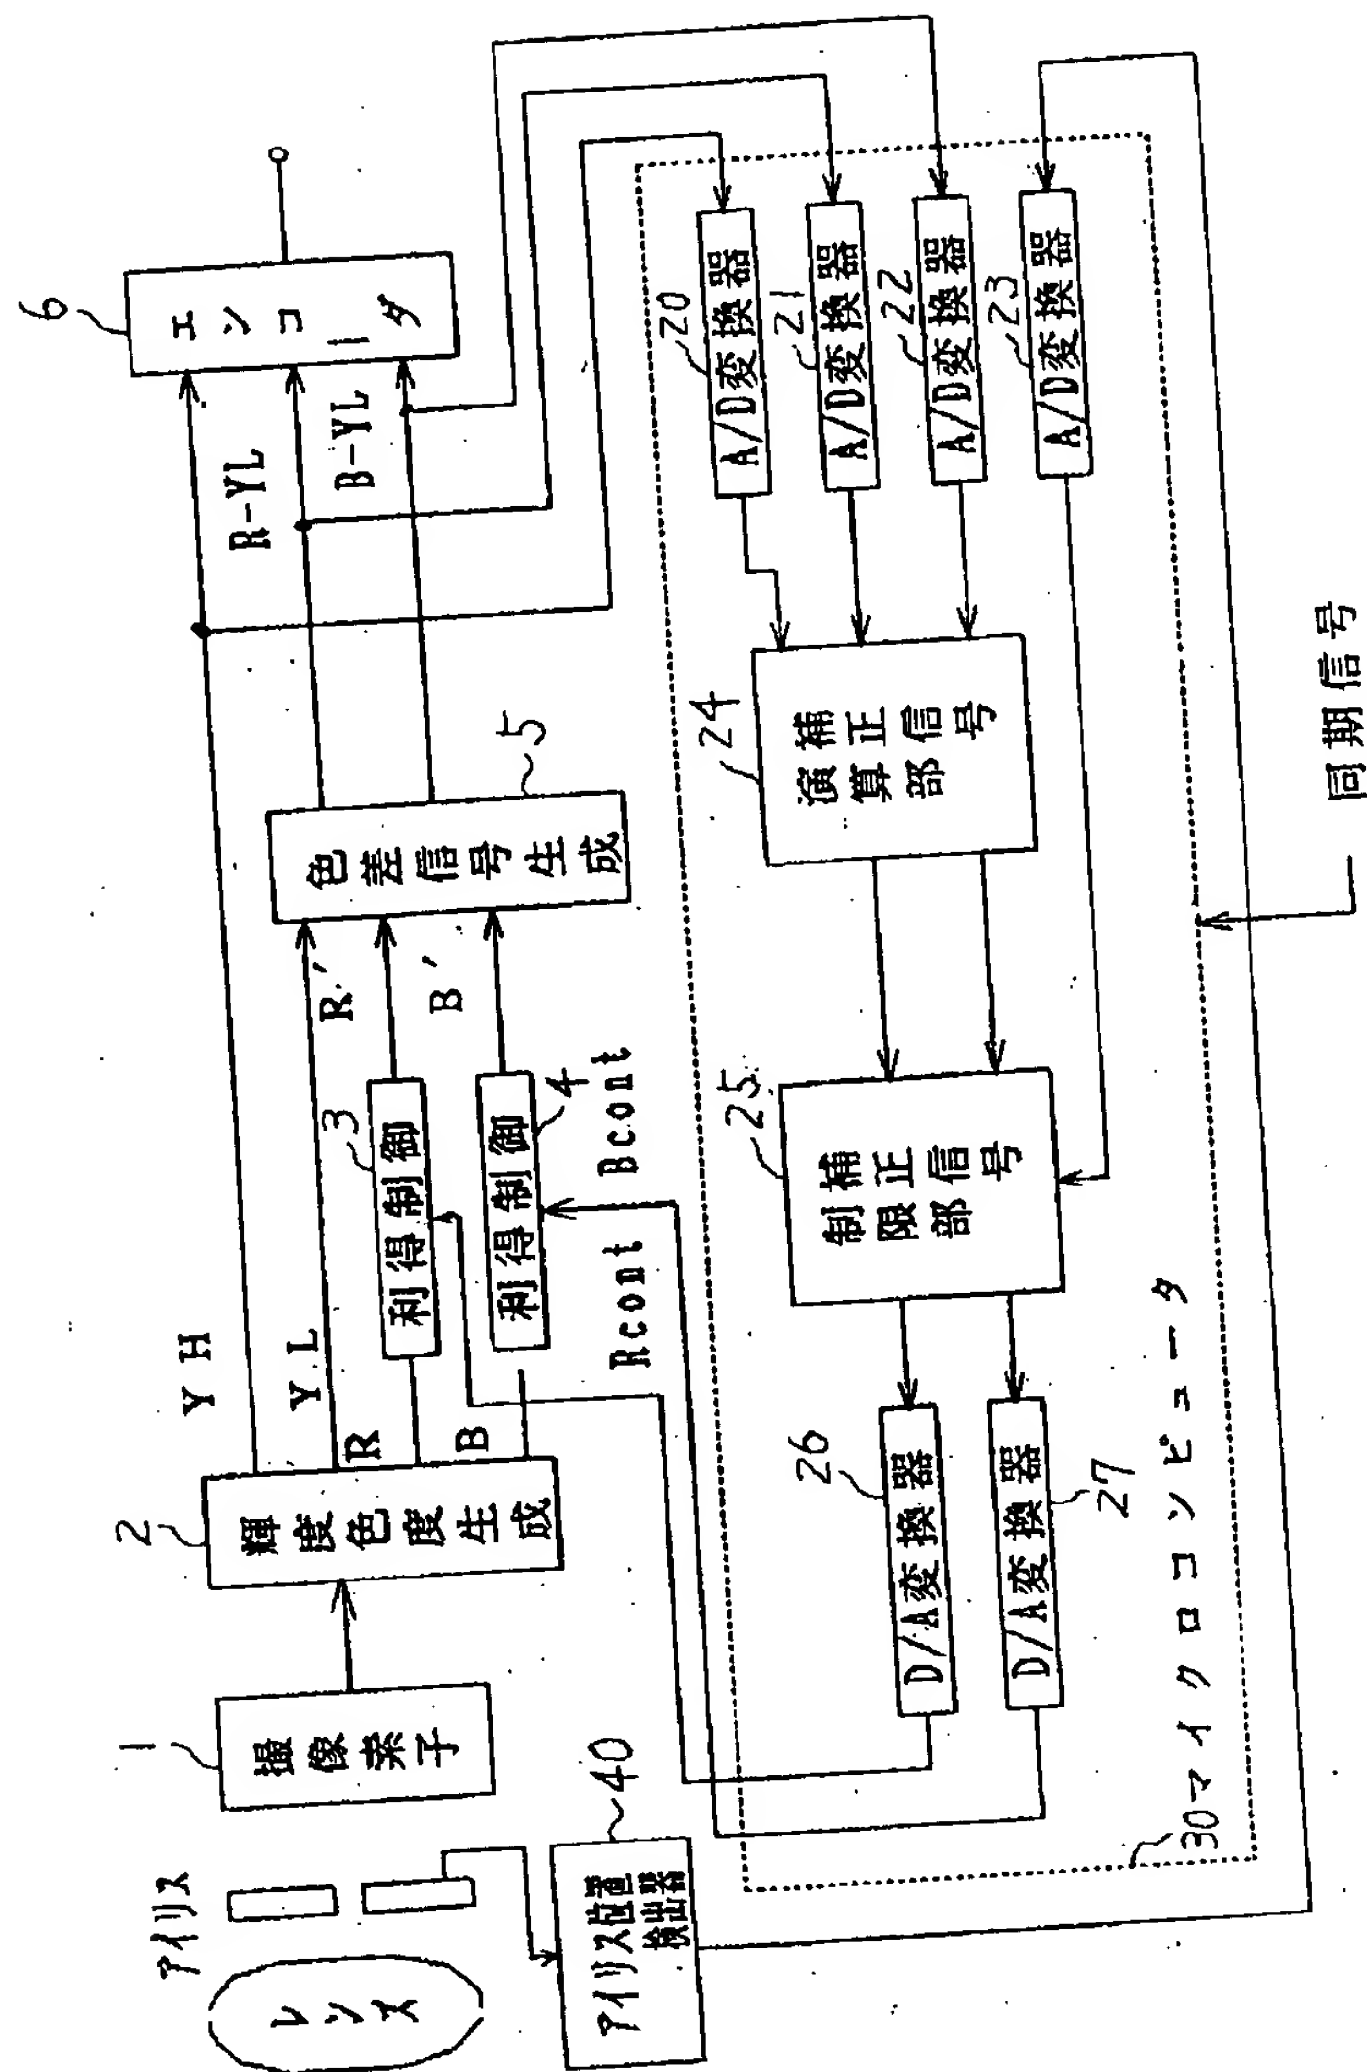 レンズ
アイリス
アイリス位置
検出器
40
1
撮像素子
2
輝度色度生成
YH
YL
R
B
3
利得制御
4
利得制御
R'
B'
Rcont
Bcont
5
色差信号生成
R-YL
B-YL
6
エンコーダ
20
A/D変換器
21
A/D変換器
22
A/D変換器
23
A/D変換器
24
補正信号
演算部
25
補正信号
制限部
26
D/A変換器
27
D/A変換器
30マイクロコンピュータ
同期信号